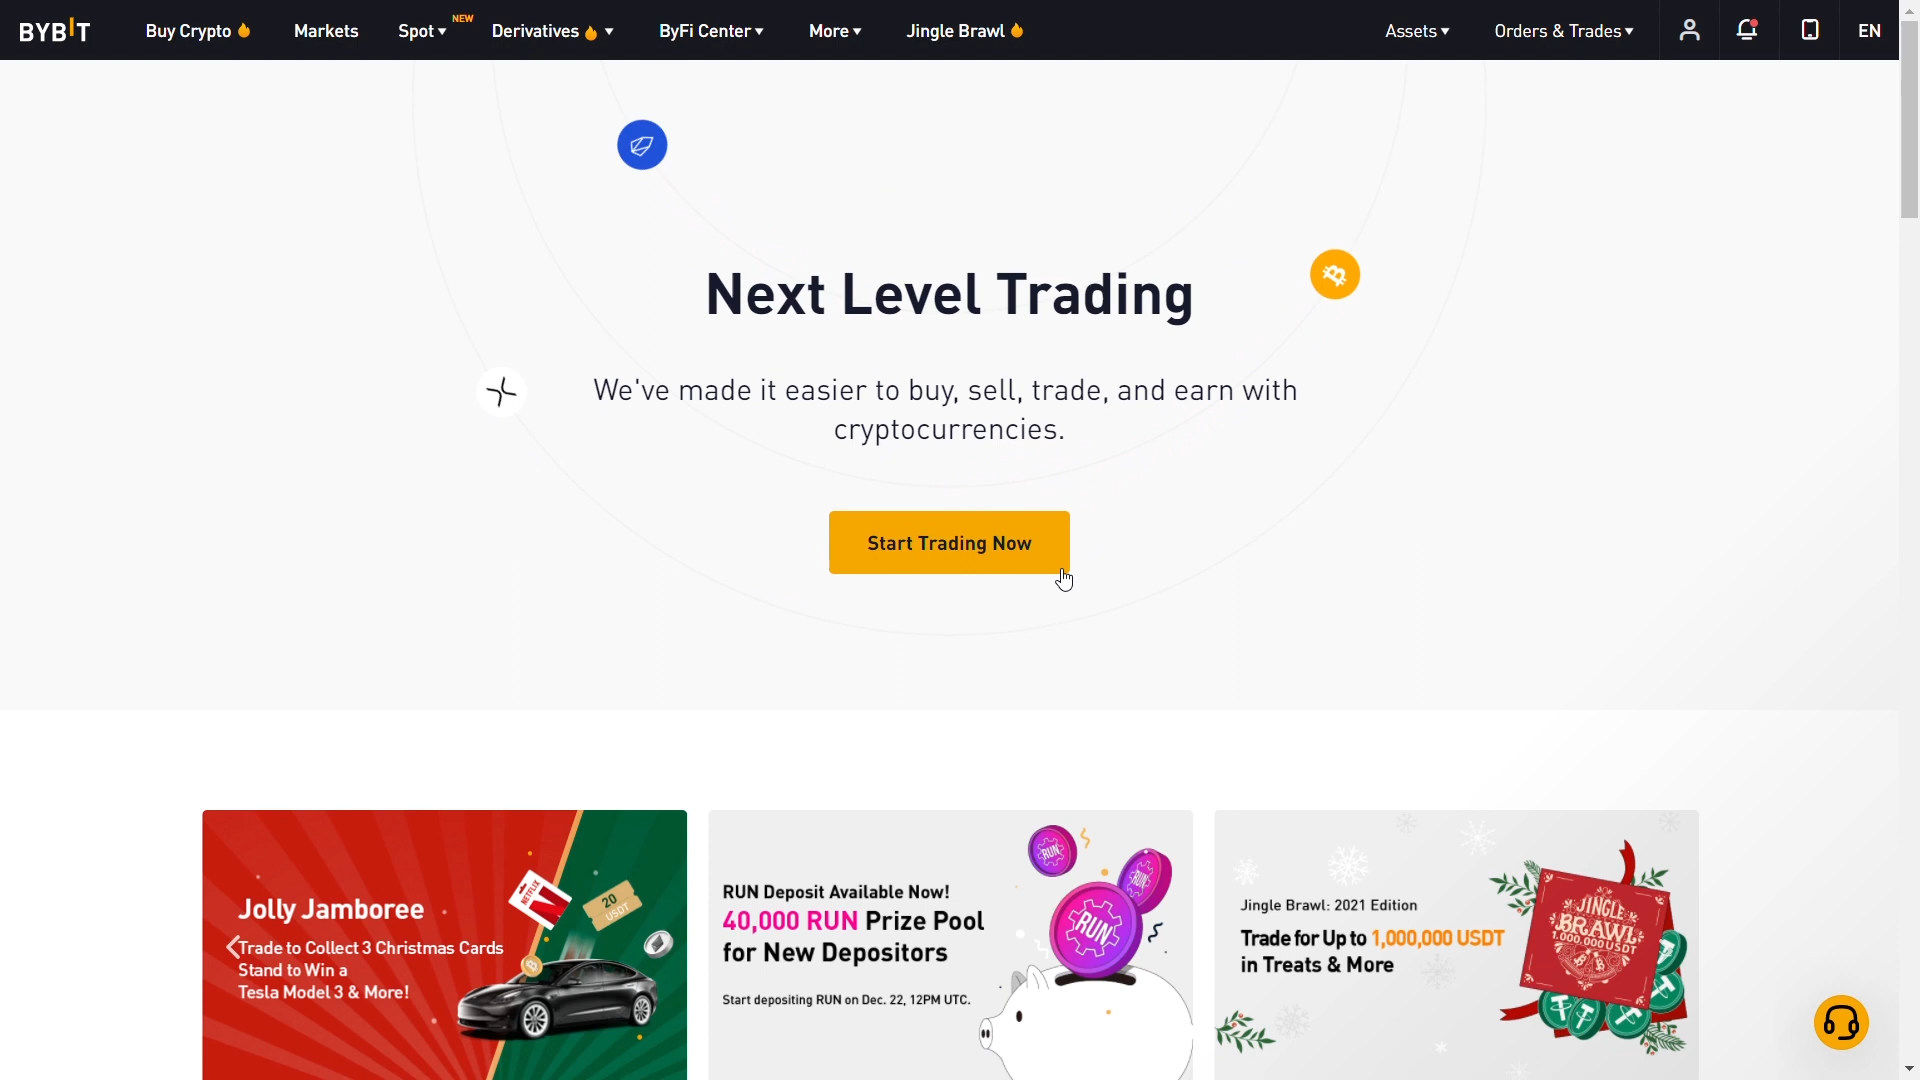 BYBIT
Buy Crypto
Markets
Spot
NEW
Derivatives
ByFi Center
More
Jingle Brawl
Assets
Orders & Trades
EN
Next Level Trading
We've made it easier to buy, sell, trade, and earn with
cryptocurrencies.
Start Trading Now
Jolly Jamboree
Trade to Collect 3 Christmas Cards
Stand to Win a
Tesla Model 3 & More!
NETFLIX
20
USDT
RUN Deposit Available Now!
40,000 RUN Prize Pool
for New Depositors
Start depositing RUN on Dec. 22, 12PM UTC.
RUN
RUN
RUN
Jingle Brawl: 2021 Edition
Trade for Up to 1,000,000 USDT
in Treats & More
JINGLE
BRAWL
1,000,000 USDT